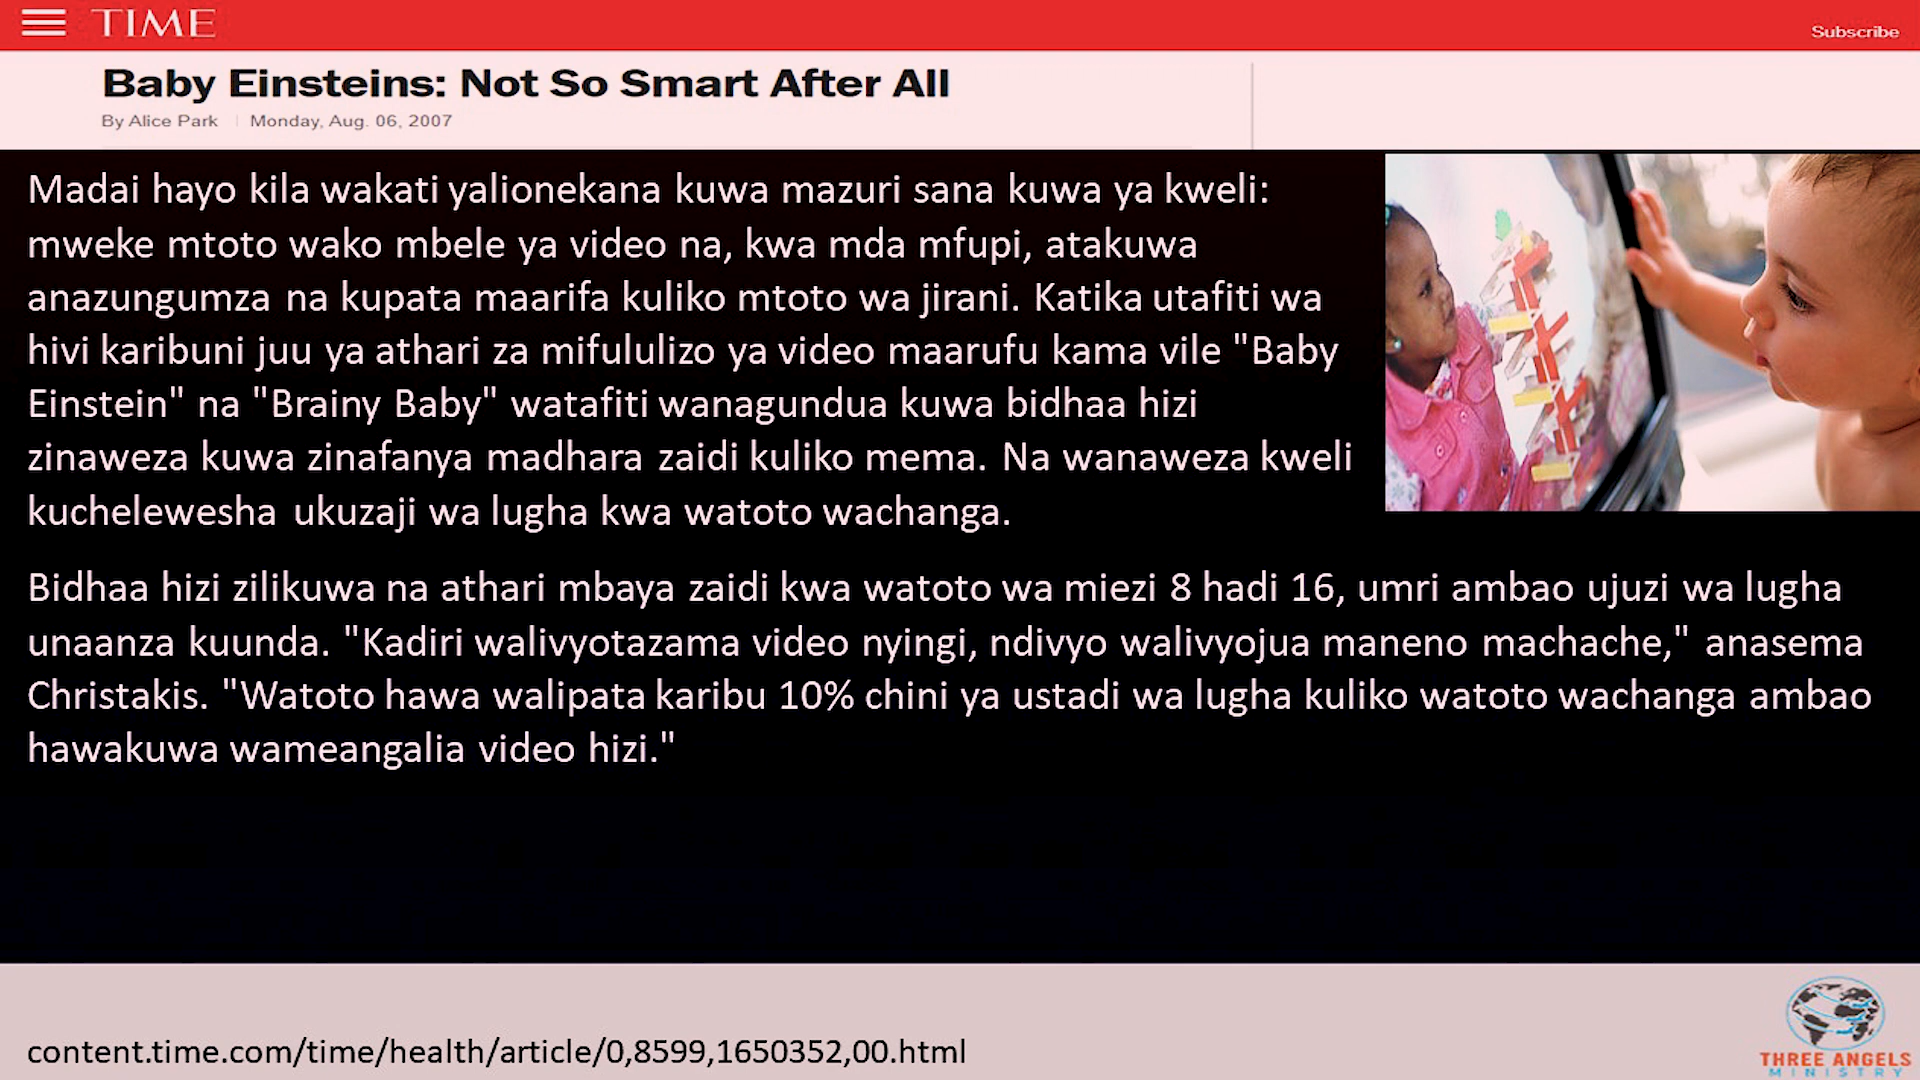 TIME
Subscribe
Baby Einsteins: Not So Smart After All
By Alice Park | Monday, Aug. 06, 2007
Madai hayo kila wakati yalionekana kuwa mazuri sana kuwa ya kweli:
mweke mtoto wako mbele ya video na, kwa mda mfupi, atakuwa
anazungumza na kupata maarifa kuliko mtoto wa jirani. Katika utafiti wa
hivi karibuni juu ya athari za mifululizo ya video maarufu kama vile "Baby
Einstein" na "Brainy Baby" watafiti wanagundua kuwa bidhaa hizi
zinaweza kuwa zinafanya madhara zaidi kuliko mema. Na wanaweza kweli
kuchelewesha ukuzaji wa lugha kwa watoto wachanga.
Bidhaa hizi zilikuwa na athari mbaya zaidi kwa watoto wa miezi 8 hadi 16, umri ambao ujuzi wa lugha
unaanza kuunda. "Kadiri walivyotazama video nyingi, ndivyo walivyojua maneno machache," anasema
Christakis. "Watoto hawa walipata karibu 10% chini ya ustadi wa lugha kuliko watoto wachanga ambao
hawakuwa wameangalia video hizi."
content.time.com/time/health/article/0,8599,1650352,00.html
THREE ANGELS
MINISTRY